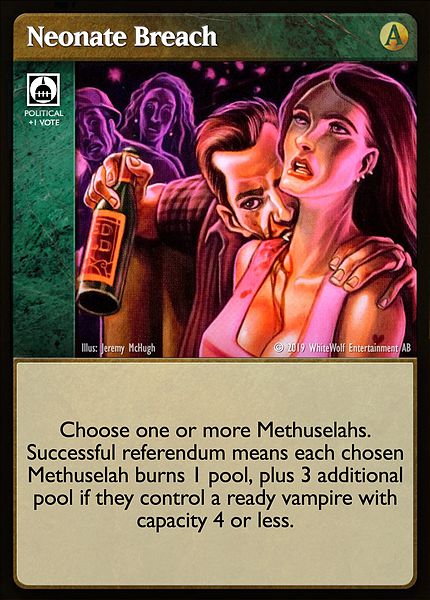 Neonate Breach
A
POLITICAL
+1 VOTE
Illus: Jeremy McHugh
© 2019 WhiteWolf Entertainment AB
Choose one or more Methuselahs.
Successful referendum means each chosen
Methuselah burns 1 pool, plus 3 additional
pool if they control a ready vampire with
capacity 4 or less.